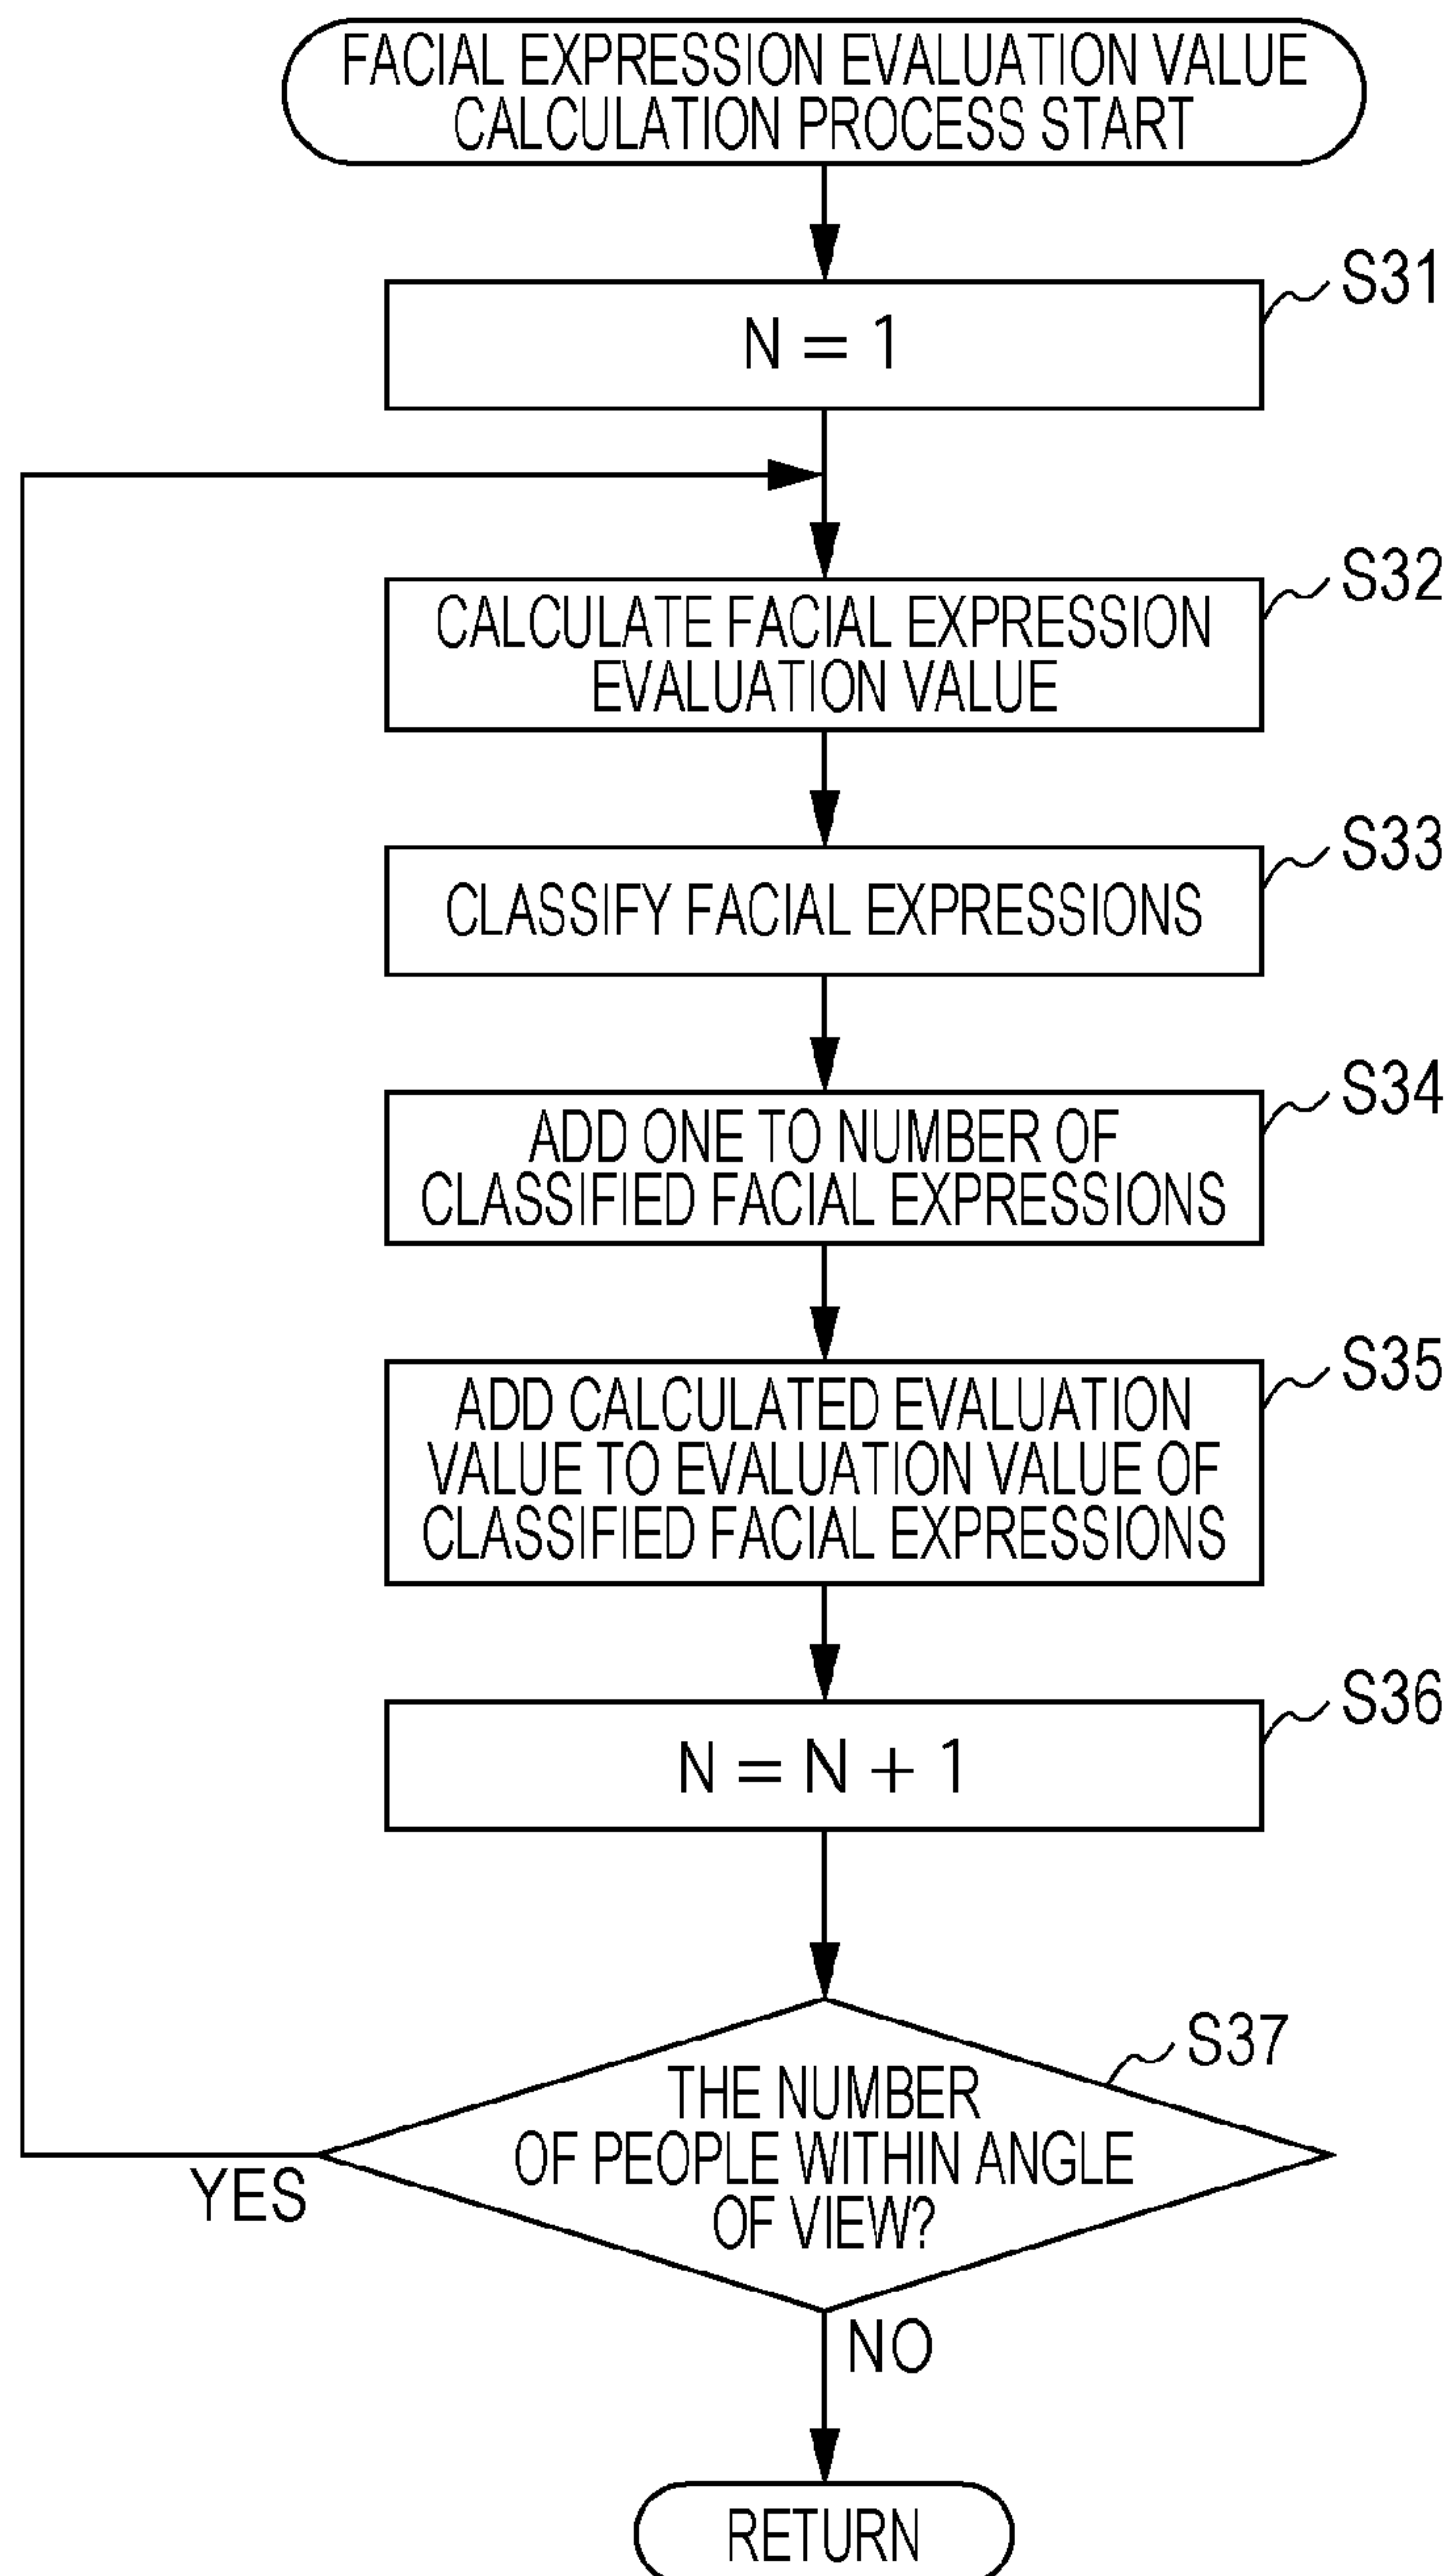 FACIAL EXPRESSION EVALUATION VALUE
CALCULATION PROCESS START
S31
N = 1
S32
CALCULATE FACIAL EXPRESSION
EVALUATION VALUE
S33
CLASSIFY FACIAL EXPRESSIONS
S34
ADD ONE TO NUMBER OF
CLASSIFIED FACIAL EXPRESSIONS
S35
ADD CALCULATED EVALUATION
VALUE TO EVALUATION VALUE OF
CLASSIFIED FACIAL EXPRESSIONS
S36
N = N + 1
S37
THE NUMBER
OF PEOPLE WITHIN ANGLE
OF VIEW?
YES
NO
RETURN